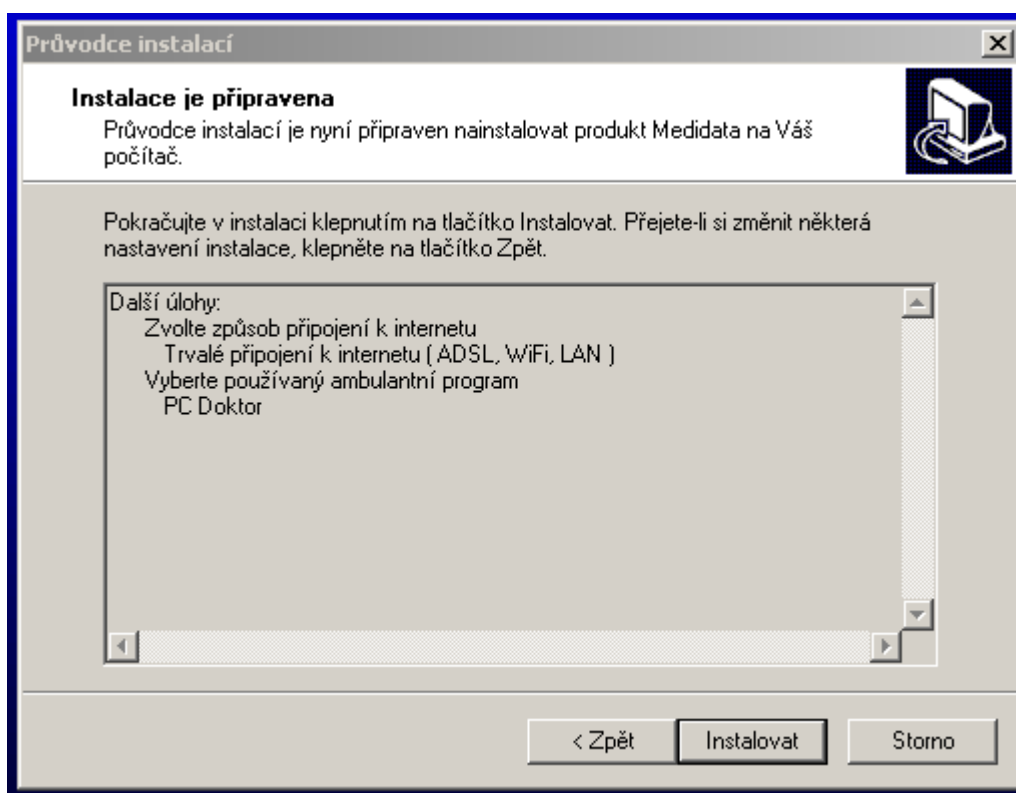 Průvodce instalací
Instalace je připravena
Průvodce instalací je nyní připraven nainstalovat produkt Medidata na Váš
počítač.
Pokračujte v instalaci klepnutím na tlačítko Instalovat. Přejete-li si změnit některá
nastavení instalace, klepněte na tlačítko Zpět.
Další úlohy:
Zvolte způsob připojení k internetu
Trvalé připojení k internetu ( ADSL, WiFi, LAN )
Vyberte používaný ambulantní program
PC Doktor
< Zpět
Instalovat
Storno